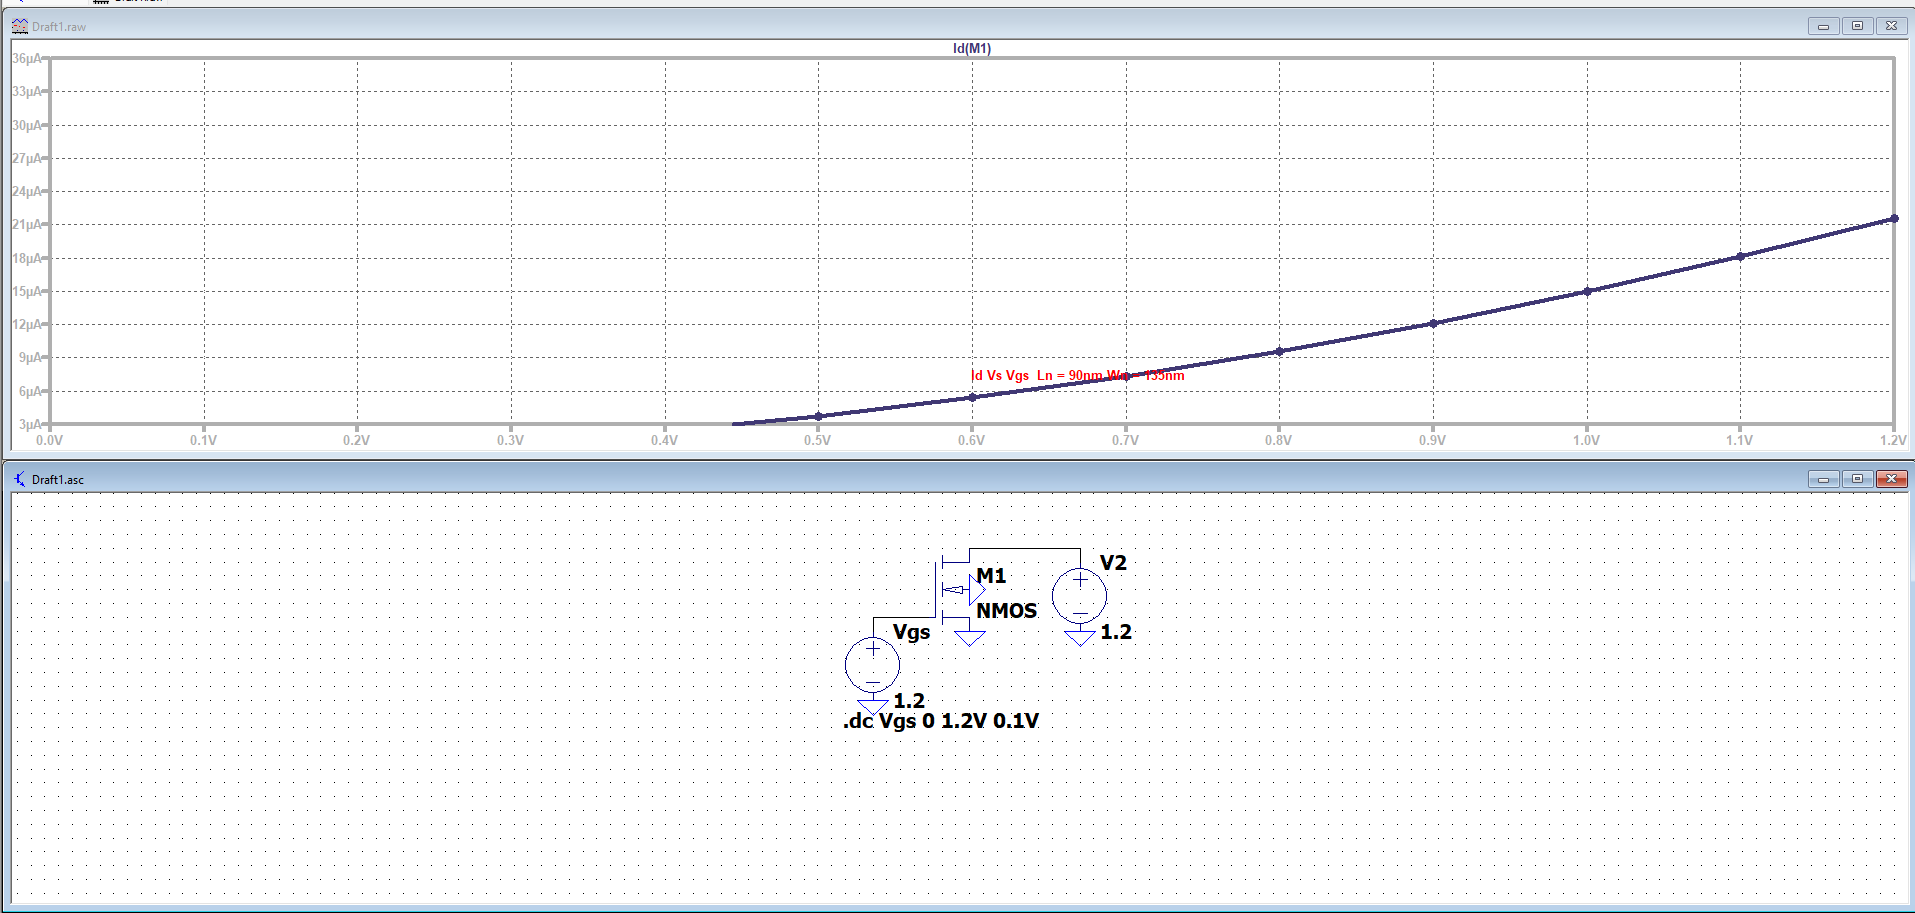 Draft1.raw
Id(M1)
36µA
33µA
30µA
27µA
24µA
21µA
18µA
15µA
12µA
9µA
6µA
3µA
Id Vs Vgs Ln = 90nm Wn = 135nm
0.0V 0.1V 0.2V 0.3V 0.4V 0.5V 0.6V 0.7V 0.8V 0.9V 1.0V 1.1V 1.2V
Draft1.asc
V2
M1
NMOS
Vgs
1.2
1.2
.dc Vgs 0 1.2V 0.1V